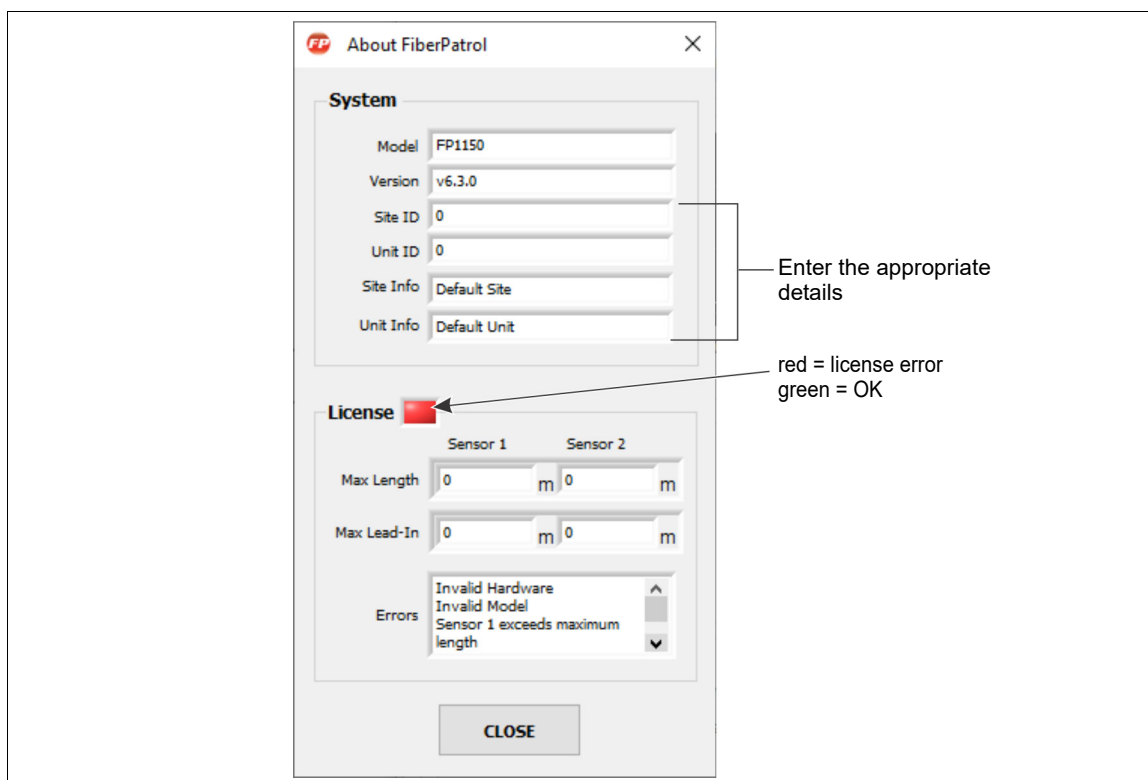 FP About FiberPatrol
System
Model FP1150
Version v6.3.0
Site ID 0
Unit ID 0
Site Info Default Site
Unit Info Default Unit
Enter the appropriate
details
red = license error
green = OK
License
Sensor 1 Sensor 2
Max Length 0 m 0 m
Max Lead-In 0 m 0 m
Errors
Invalid Hardware
Invalid Model
Sensor 1 exceeds maximum
length
CLOSE